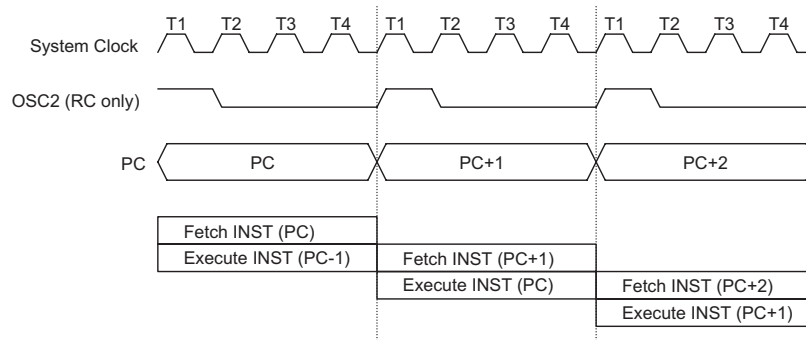 T1 T2 T3 T4 T1 T2 T3 T4 T1 T2 T3 T4
System Clock
OSC2 (RC only)
PC PC PC+1 PC+2
Fetch INST (PC)
Execute INST (PC-1) Fetch INST (PC+1)
Execute INST (PC) Fetch INST (PC+2)
Execute INST (PC+1)